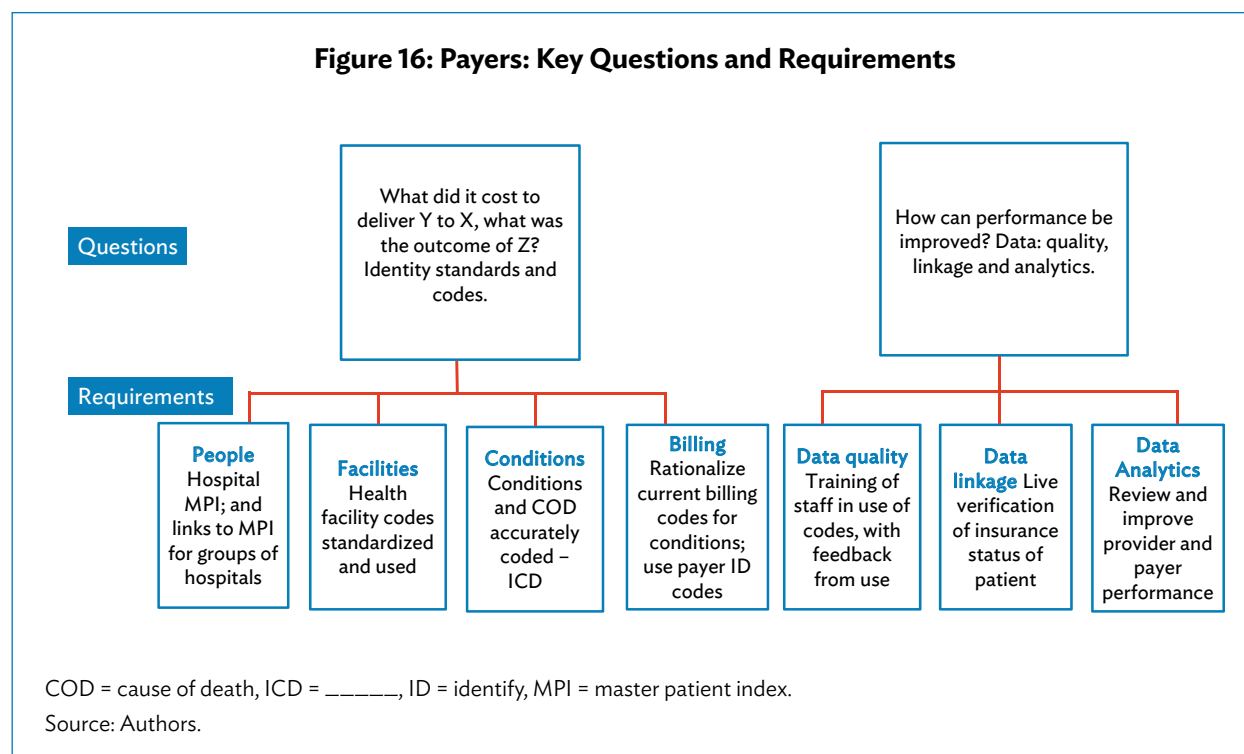 Figure 16: Payers: Key Questions and Requirements
Questions
What did it cost to
deliver Y to X, what was
the outcome of Z?
Identity standards and
codes.
How can performance be
improved? Data: quality,
linkage and analytics.
Requirements
People
Hospital
MPI; and
links to MPI
for groups of
hospitals
Facilities
Health
facility codes
standardized
and used
Conditions
Conditions
and COD
accurately
coded –
ICD
Billing
Rationalize
current billing
codes for
conditions;
use payer ID
codes
Data quality
Training of
staff in use of
codes, with
feedback
from use
Data
linkage Live
verification
of insurance
status of
patient
Data
Analytics
Review and
improve
provider and
payer
performance
COD = cause of death, ICD = _____, ID = identify, MPI = master patient index.
Source: Authors.